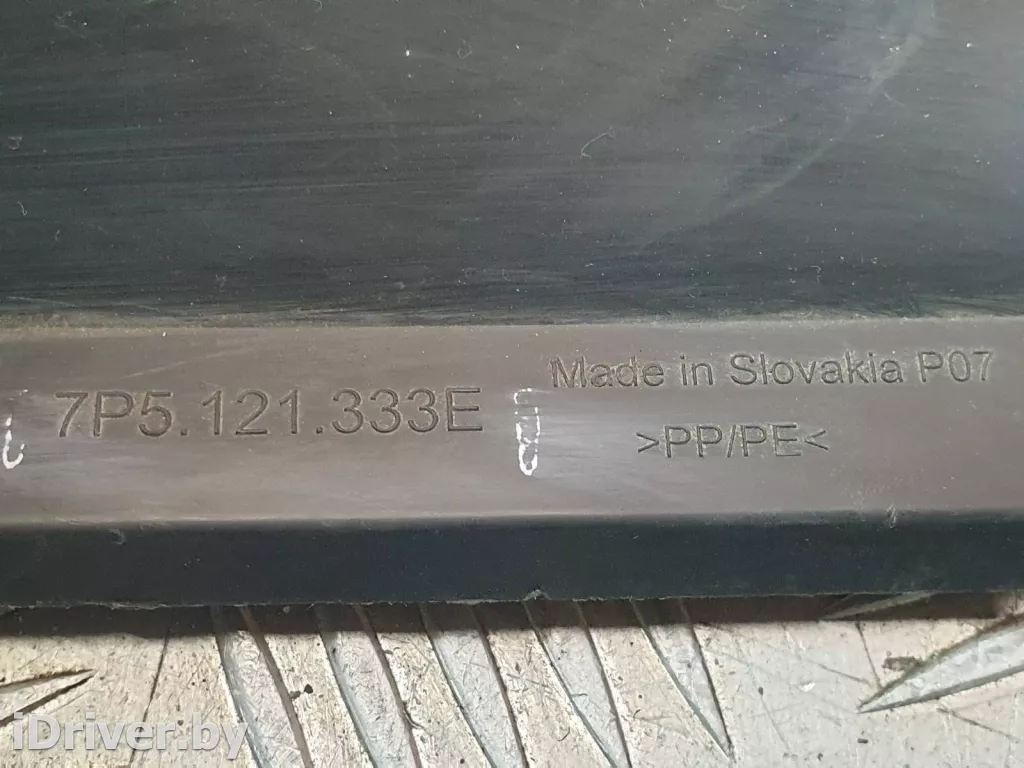 7P5.121.333E
Made in Slovakia P07
>PP/PE<
iDriver.by